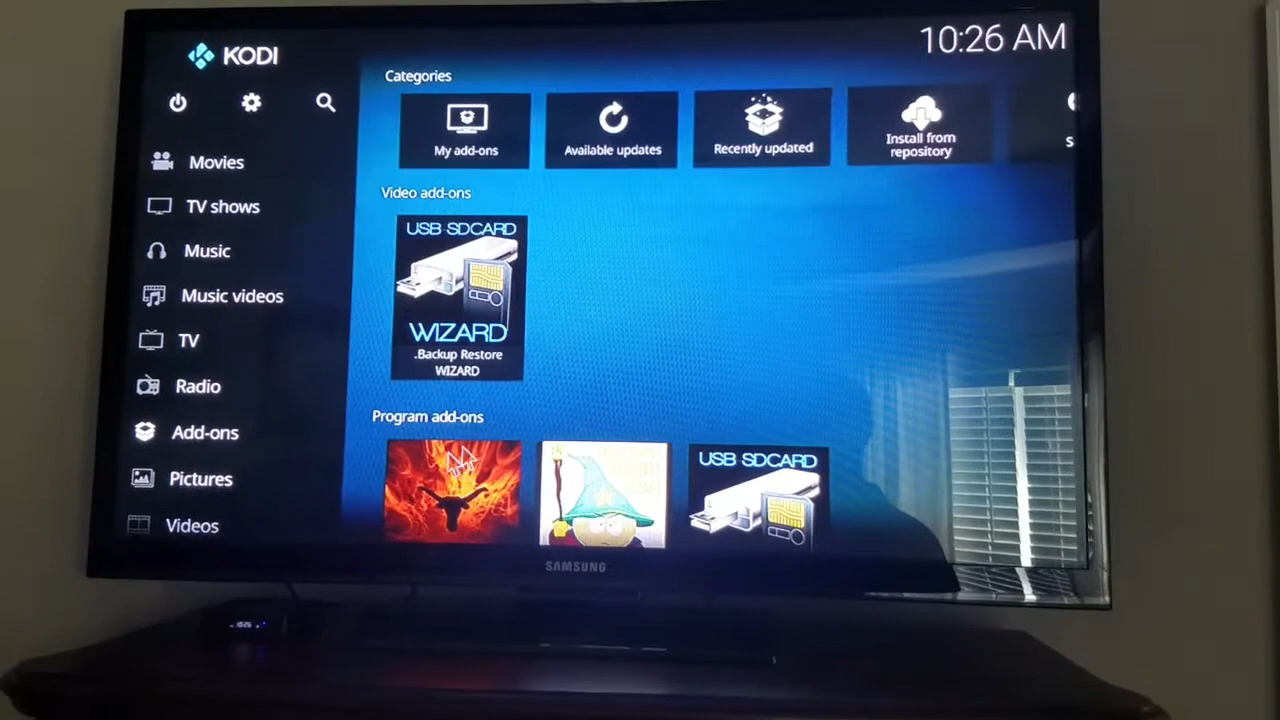 KODI
10:26 AM
Categories
My add-ons
Available updates
Recently updated
Install from
repository
Movies
TV shows
Music
Music videos
TV
Radio
Add-ons
Pictures
Videos
Video add-ons
USB SDCARD
WIZARD
.Backup Restore
WIZARD
Program add-ons
USB SDCARD
SAMSUNG